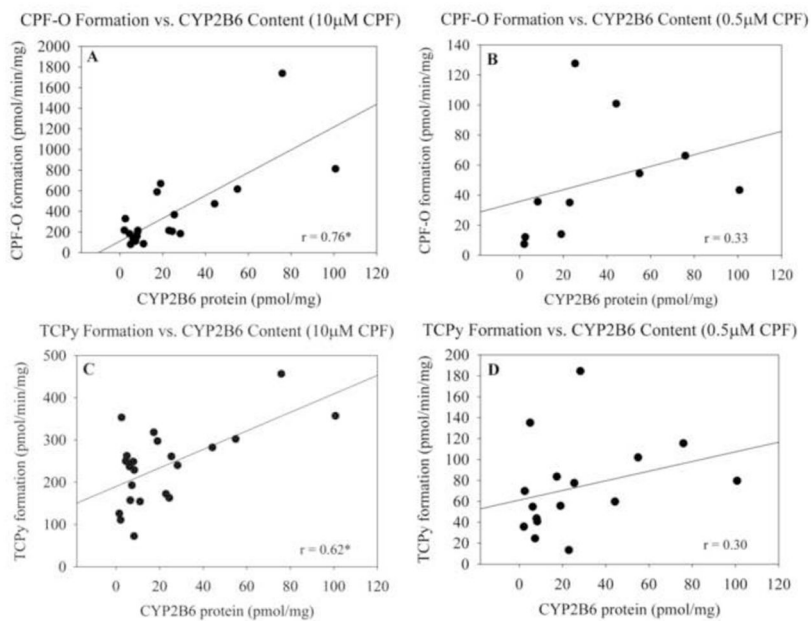 CPF-O Formation vs. CYP2B6 Content (10μM CPF)
A
CPF-O formation (pmol/min/mg)
2000
1800
1600
1400
1200
1000
800
600
400
200
0
r = 0.76*
0 20 40 60 80 100 120
CYP2B6 protein (pmol/mg)
CPF-O Formation vs. CYP2B6 Content (0.5μM CPF)
B
CPF-O formation (pmol/min/mg)
140
120
100
80
60
40
20
0
r = 0.33
0 20 40 60 80 100 120
CYP2B6 protein (pmol/mg)
TCPy Formation vs. CYP2B6 Content (10μM CPF)
C
TCPy formation (pmol/min/mg)
500
400
300
200
100
0
r = 0.62*
0 20 40 60 80 100 120
CYP2B6 protein (pmol/mg)
TCPy Formation vs. CYP2B6 Content (0.5μM CPF)
D
TCPy formation (pmol/min/mg)
200
180
160
140
120
100
80
60
40
20
0
r = 0.30
0 20 40 60 80 100 120
CYP2B6 protein (pmol/mg)